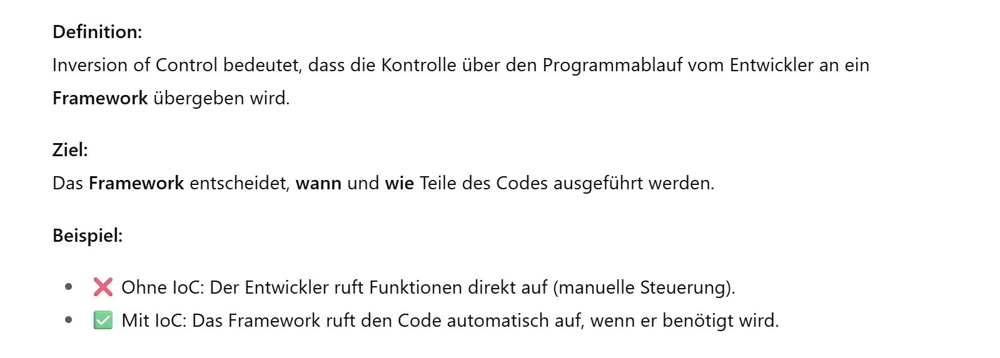 Definition:
Inversion of Control bedeutet, dass die Kontrolle über den Programmablauf vom Entwickler an ein
Framework übergeben wird.
Ziel:
Das Framework entscheidet, wann und wie Teile des Codes ausgeführt werden.
Beispiel:
• ❌ Ohne IoC: Der Entwickler ruft Funktionen direkt auf (manuelle Steuerung).
• ✅ Mit IoC: Das Framework ruft den Code automatisch auf, wenn er benötigt wird.